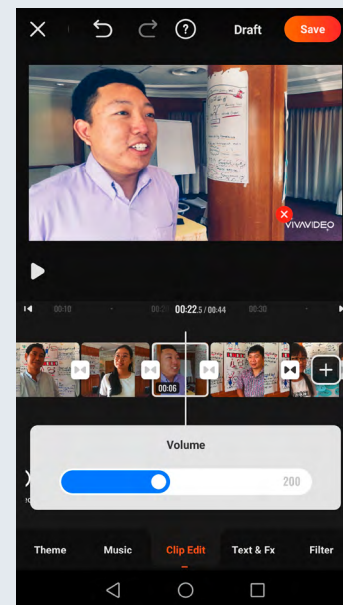 Draft
Save
VIVAVIDEO
00:10
00:22.5 / 00:44
00:30
00:06
Volume
200
Theme
Music
Clip Edit
Text & Fx
Filter